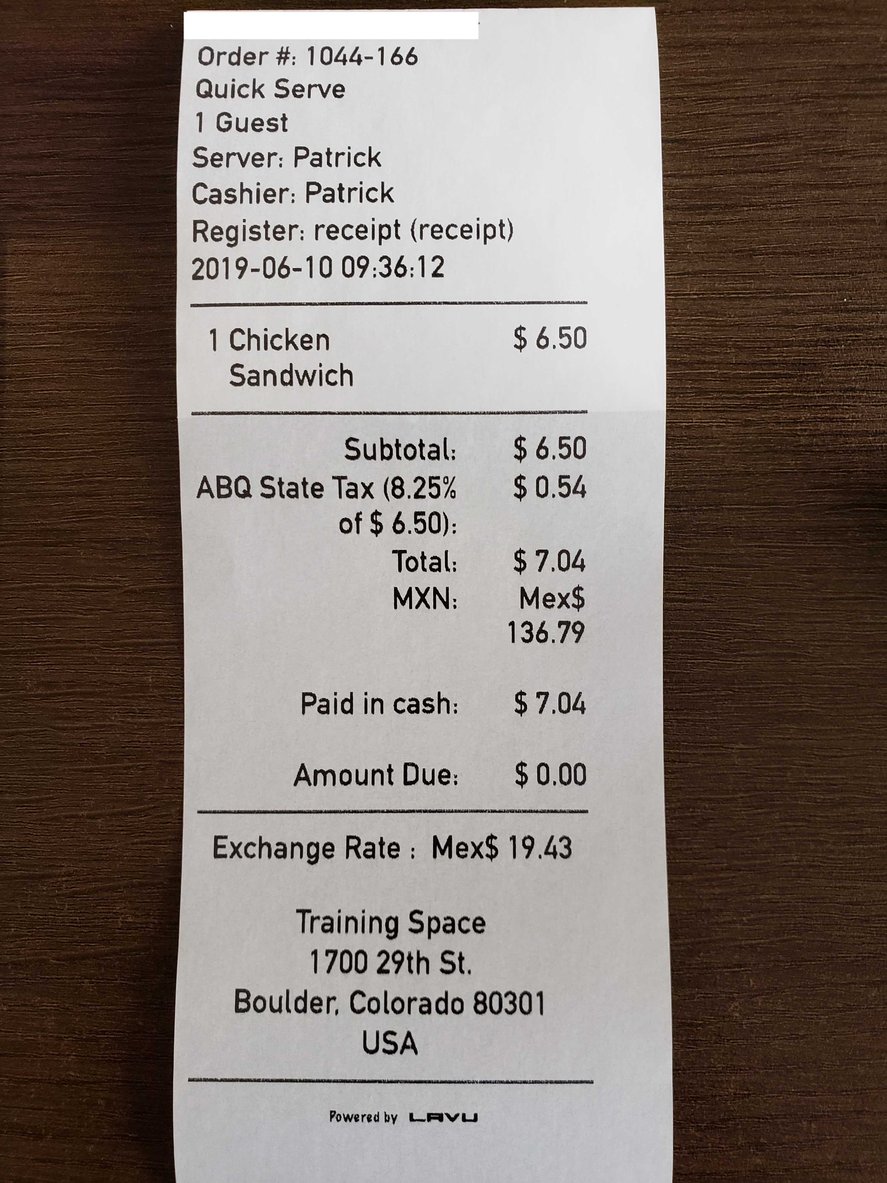 Order #: 1044-166
Quick Serve
1 Guest
Server: Patrick
Cashier: Patrick
Register: receipt (receipt)
2019-06-10 09:36:12
1 Chicken $ 6.50
Sandwich
Subtotal: $ 6.50
ABQ State Tax (8.25% $ 0.54
of $ 6.50):
Total: $ 7.04
MXN: Mex$
136.79
Paid in cash: $ 7.04
Amount Due: $ 0.00
Exchange Rate : Mex$ 19.43
Training Space
1700 29th St.
Boulder, Colorado 80301
USA
Powered by LAVU